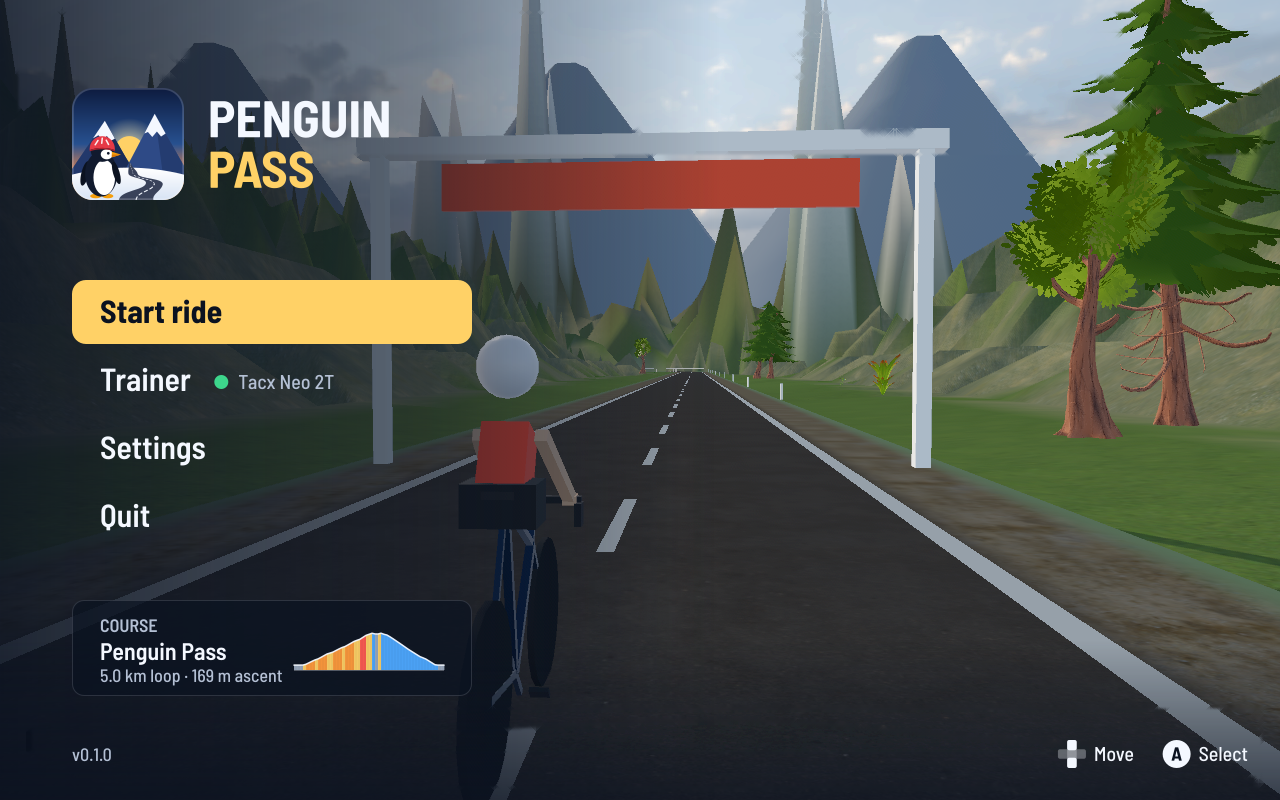 PENGUIN
PASS
Start ride
Trainer
Tacx Neo 2T
Settings
Quit
COURSE
Penguin Pass
5.0 km loop · 169 m ascent
v0.1.0
Move
A
Select